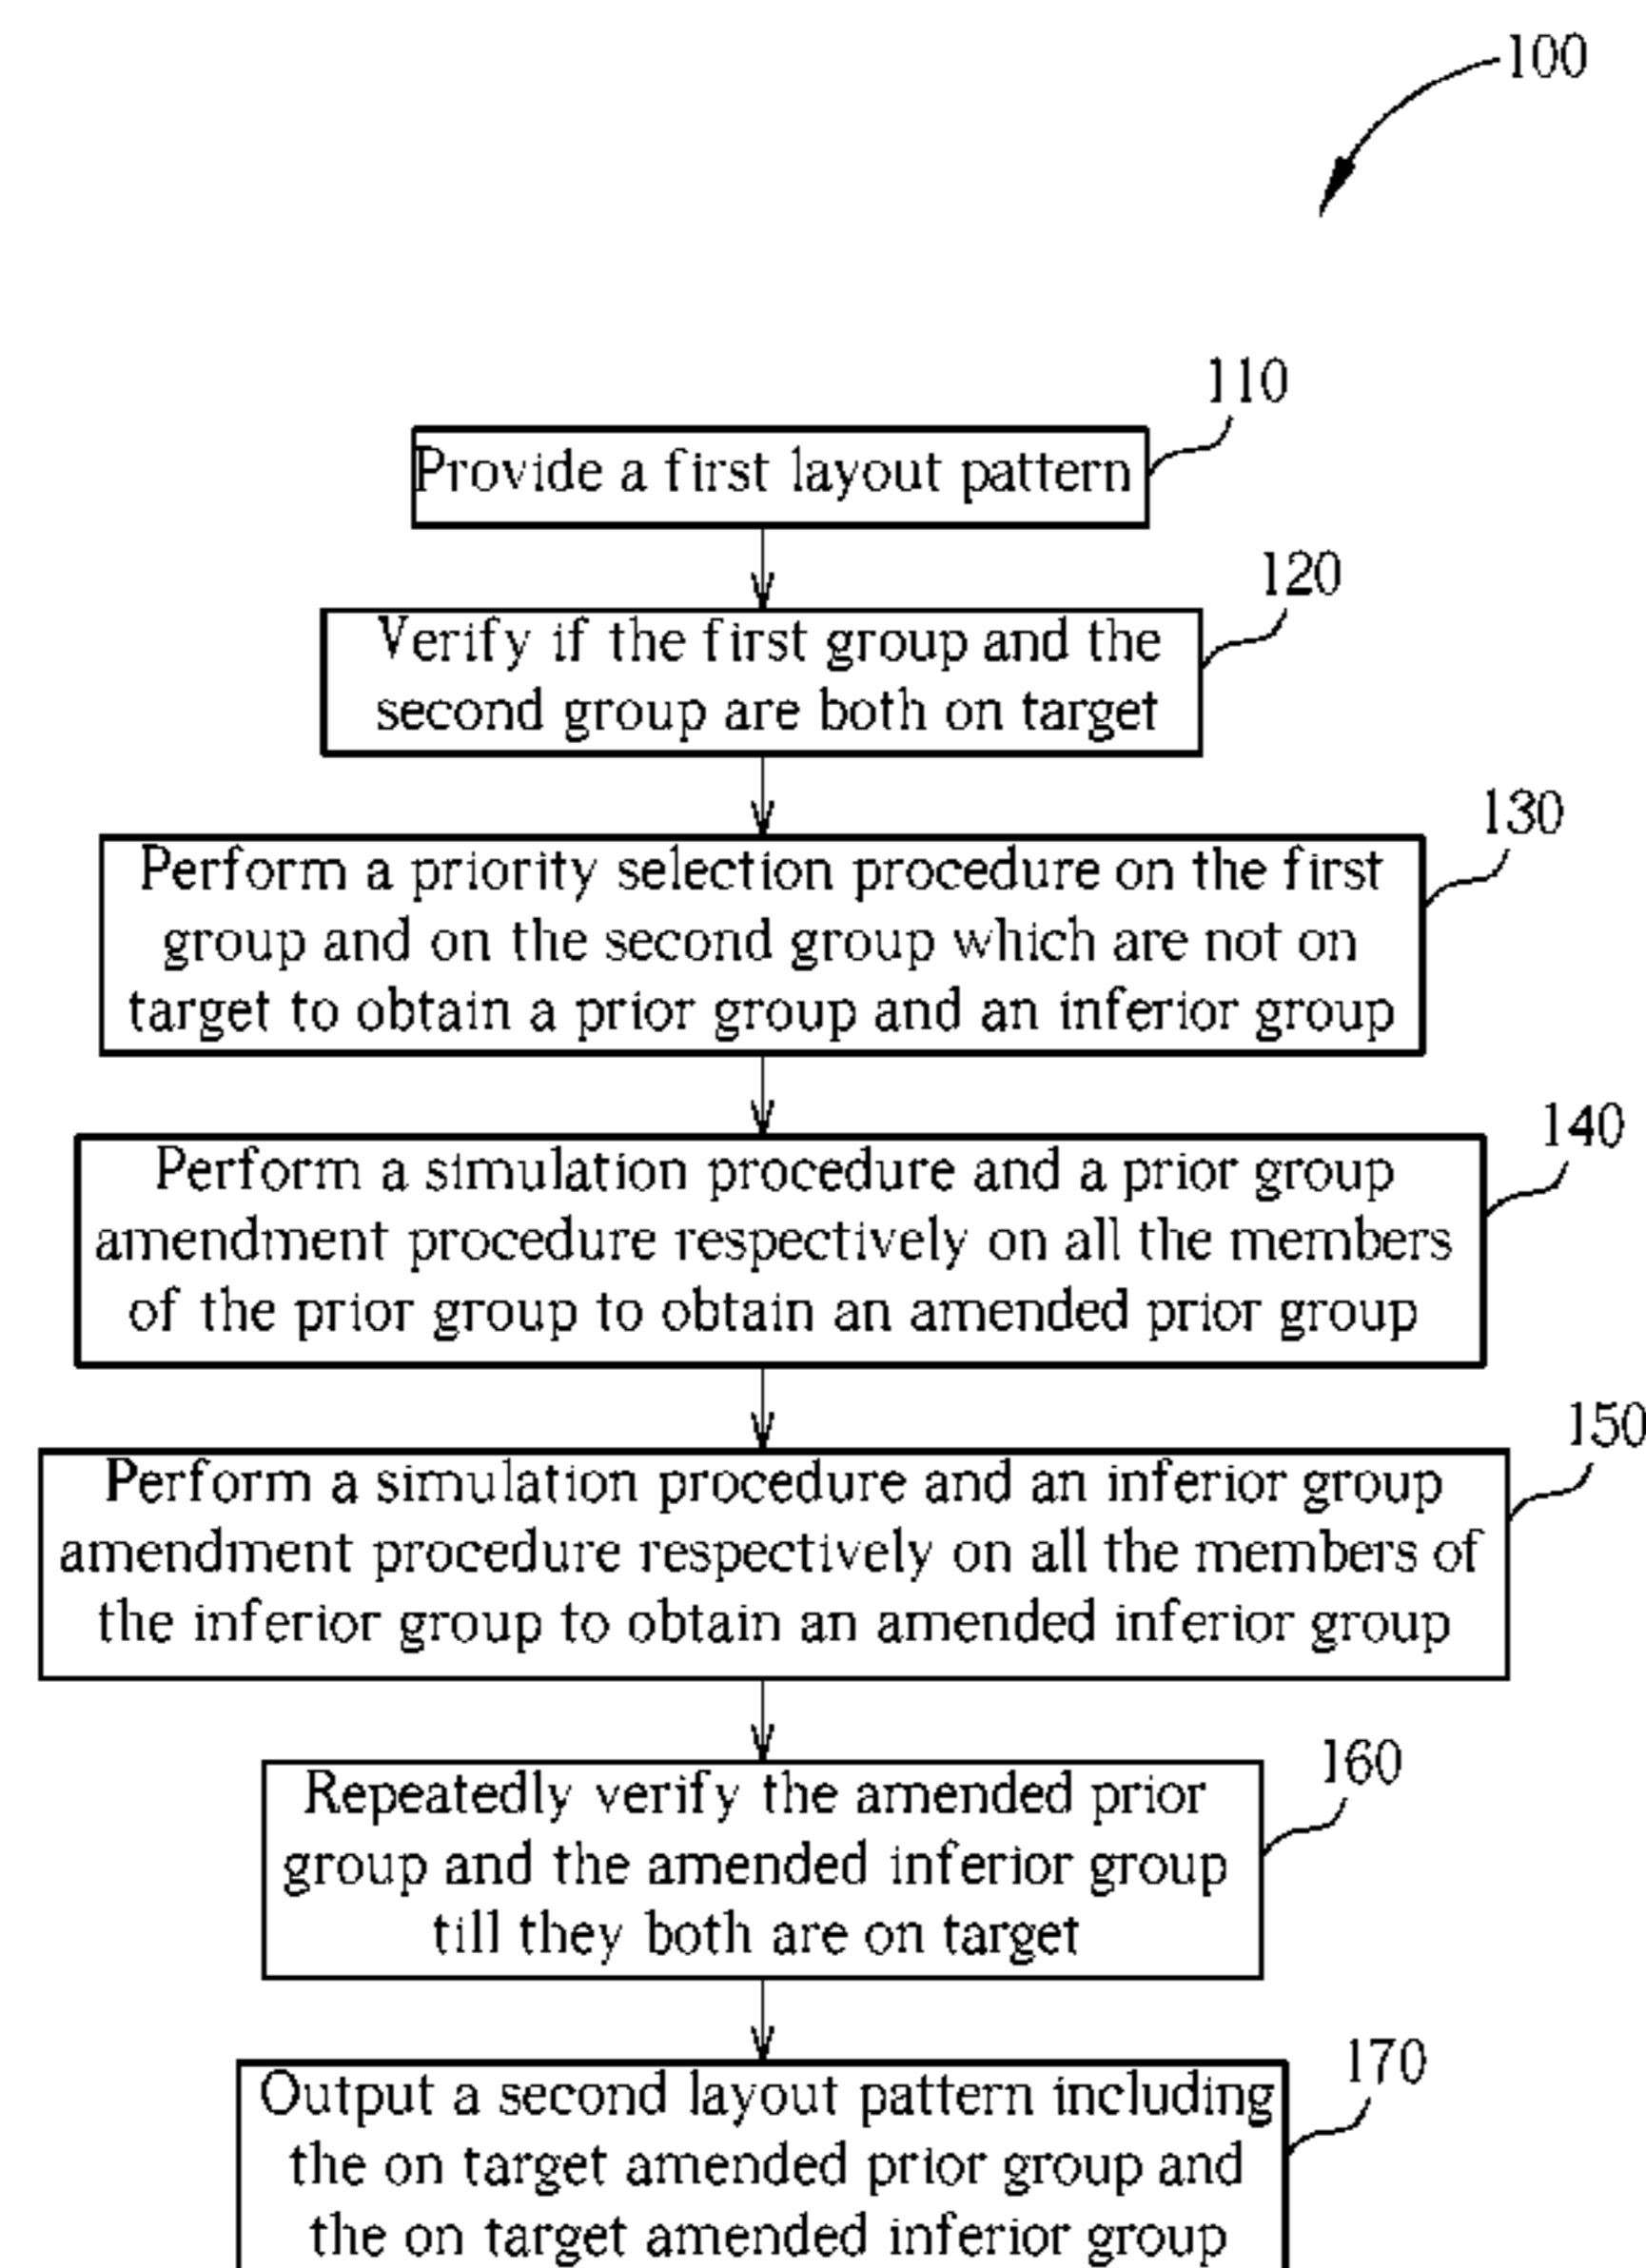 100
110
Provide a first layout pattern
120
Verify if the first group and the
second group are both on target
130
Perform a priority selection procedure on the first
group and on the second group which are not on
target to obtain a prior group and an inferior group
140
Perform a simulation procedure and a prior group
amendment procedure respectively on all the members
of the prior group to obtain an amended prior group
150
Perform a simulation procedure and an inferior group
amendment procedure respectively on all the members of
the inferior group to obtain an amended inferior group
160
Repeatedly verify the amended prior
group and the amended inferior group
till they both are on target
170
Output a second layout pattern including
the on target amended prior group and
the on target amended inferior group